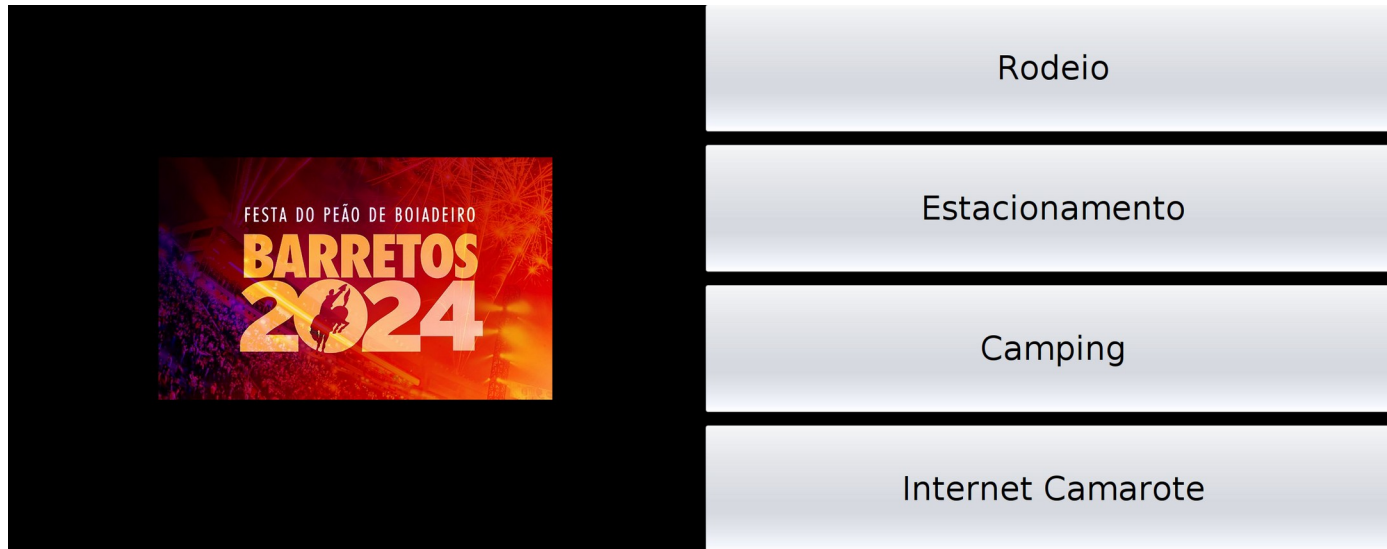 FESTA DO PEÃO DE BOIADEIRO
BARRETOS
2024
Rodeio
Estacionamento
Camping
Internet Camarote